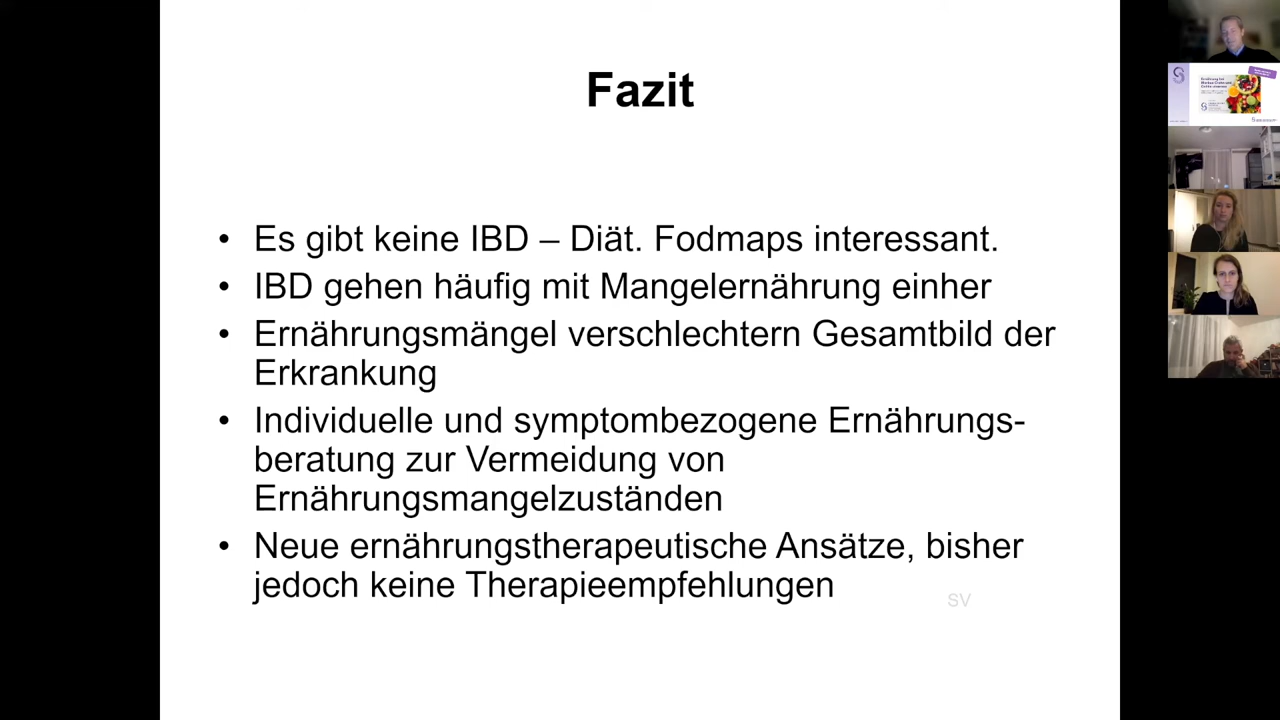 Fazit
• Es gibt keine IBD – Diät. Fodmaps interessant.
• IBD gehen häufig mit Mangelernährung einher
• Ernährungsmängel verschlechtern Gesamtbild der
Erkrankung
• Individuelle und symptombezogene Ernährungs-
beratung zur Vermeidung von
Ernährungsmangelzuständen
• Neue ernährungstherapeutische Ansätze, bisher
jedoch keine Therapieempfehlungen
SV